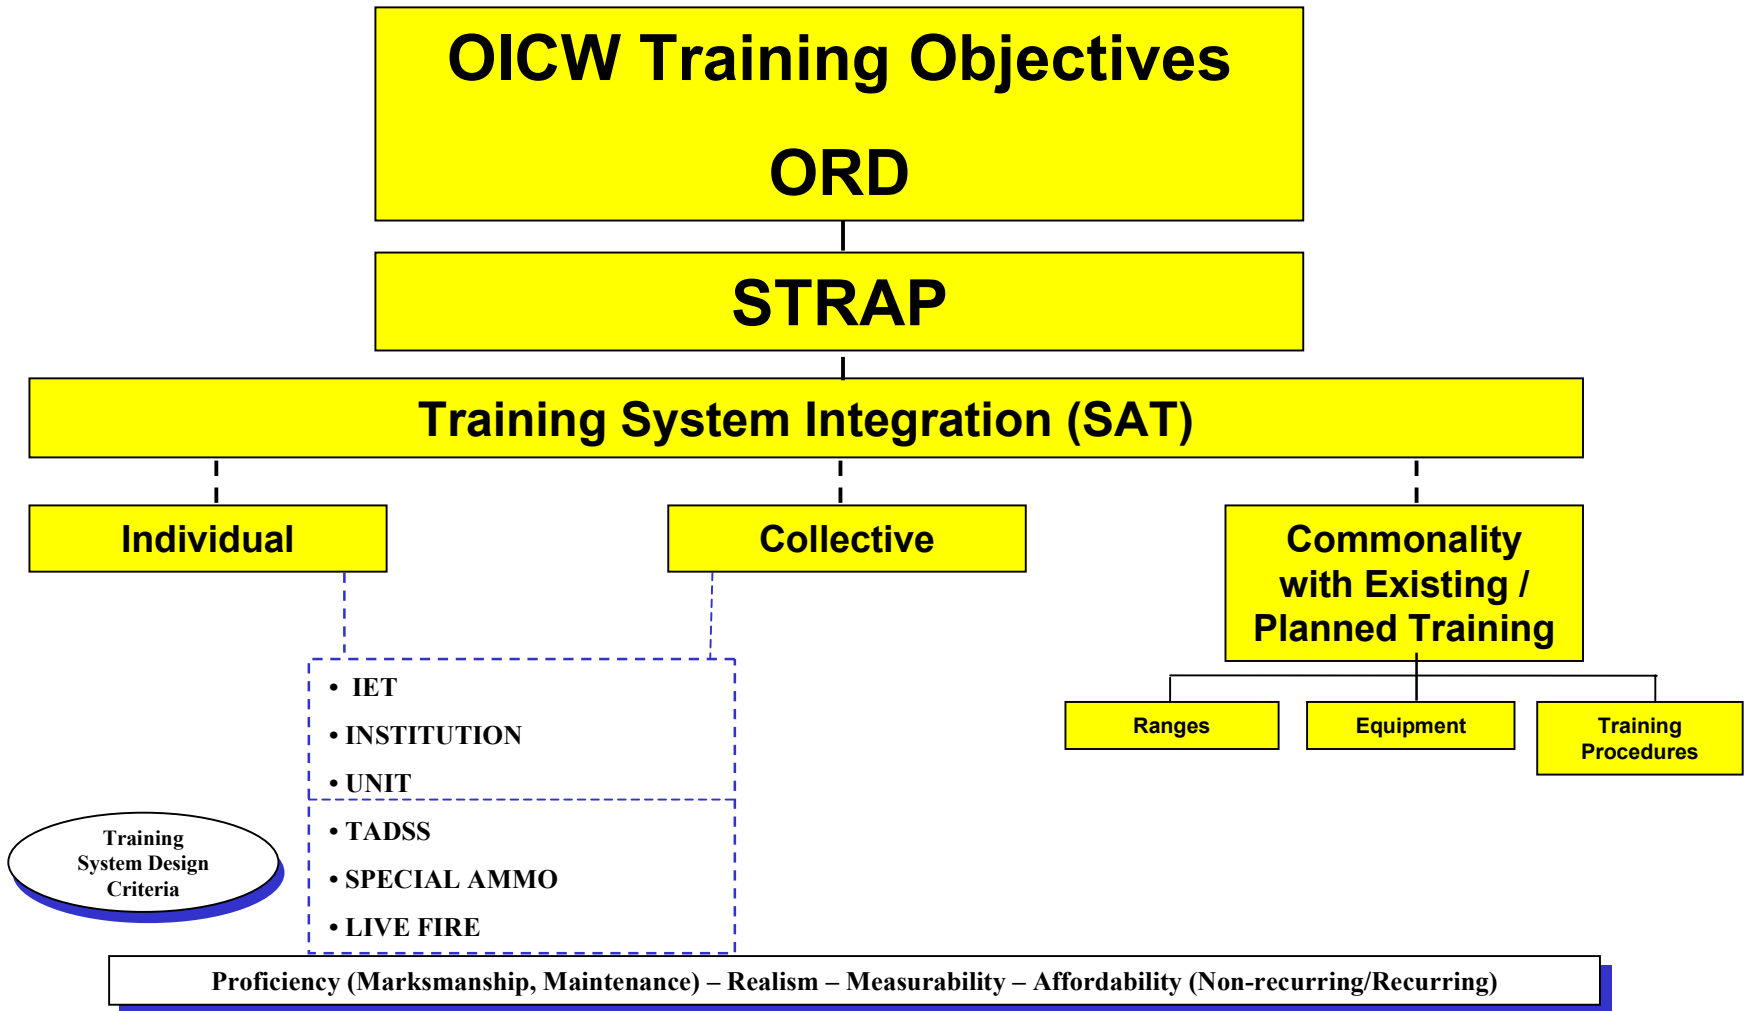 OICW Training Objectives
ORD
STRAP
Training System Integration (SAT)
Individual
Collective
Commonality
with Existing /
Planned Training
• IET
• INSTITUTION
• UNIT
• TADSS
• SPECIAL AMMO
• LIVE FIRE
Ranges
Equipment
Training
Procedures
Training
System Design
Criteria
Proficiency (Marksmanship, Maintenance) – Realism – Measurability – Affordability (Non-recurring/Recurring)